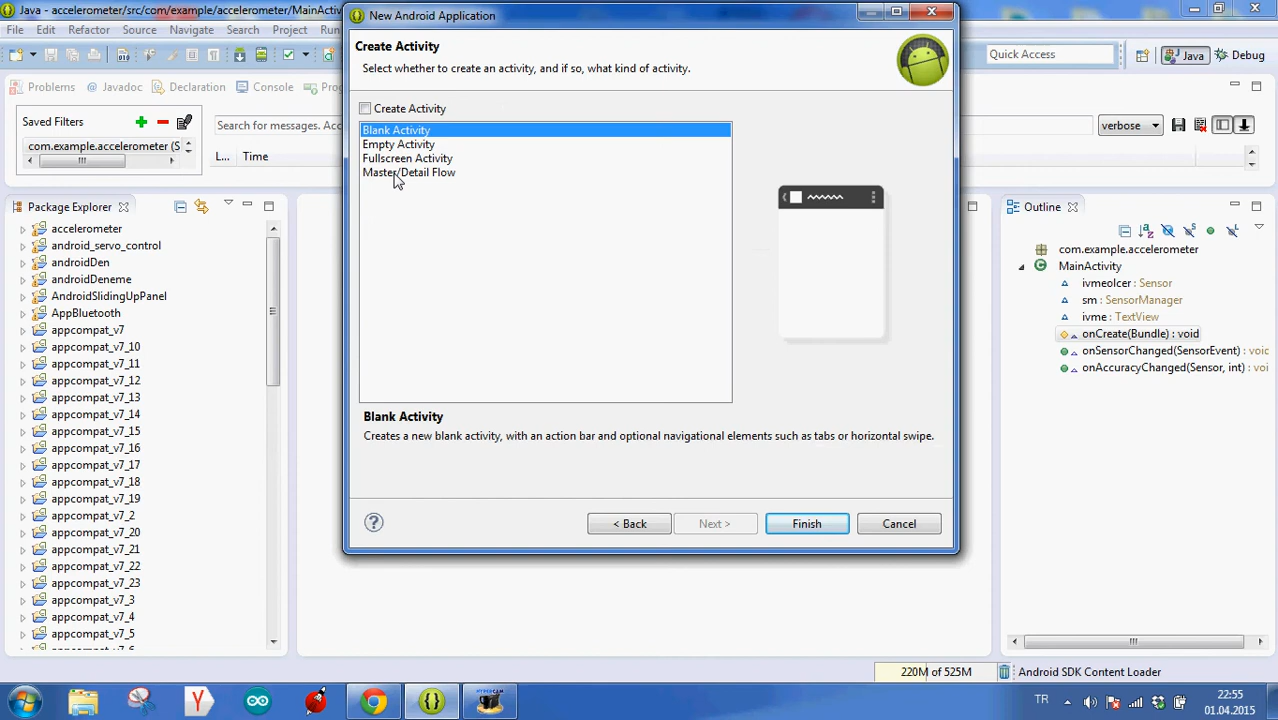 Java - accelerometer/src/com/example/accelerometer/MainActivi
New Android Application
File Edit Refactor Source Navigate Search Project Run
Create Activity
Select whether to create an activity, and if so, what kind of activity.
Quick Access
Java
Debug
Problems
Javadoc
Declaration
Console
Saved Filters
Search for messages. Acc
verbose
com.example.accelerometer (S
L... Time
Create Activity
Blank Activity
Empty Activity
Fullscreen Activity
Master/Detail Flow
Blank Activity
Creates a new blank activity, with an action bar and optional navigational elements such as tabs or horizontal swipe.
< Back
Next >
Finish
Cancel
Package Explorer
accelerometer
android_servo_control
androidDen
androidDeneme
AndroidSlidingUpPanel
AppBluetooth
appcompat_v7
appcompat_v7_10
appcompat_v7_11
appcompat_v7_12
appcompat_v7_13
appcompat_v7_14
appcompat_v7_15
appcompat_v7_16
appcompat_v7_17
appcompat_v7_18
appcompat_v7_19
appcompat_v7_2
appcompat_v7_20
appcompat_v7_21
appcompat_v7_22
appcompat_v7_23
appcompat_v7_3
appcompat_v7_4
appcompat_v7_5
Outline
com.example.accelerometer
MainActivity
ivmeolcer : Sensor
sm : SensorManager
ivme : TextView
onCreate(Bundle) : void
onSensorChanged(SensorEvent) : void
onAccuracyChanged(Sensor, int) : voi
220M of 525M
Android SDK Content Loader
TR
22:55
01.04.2015